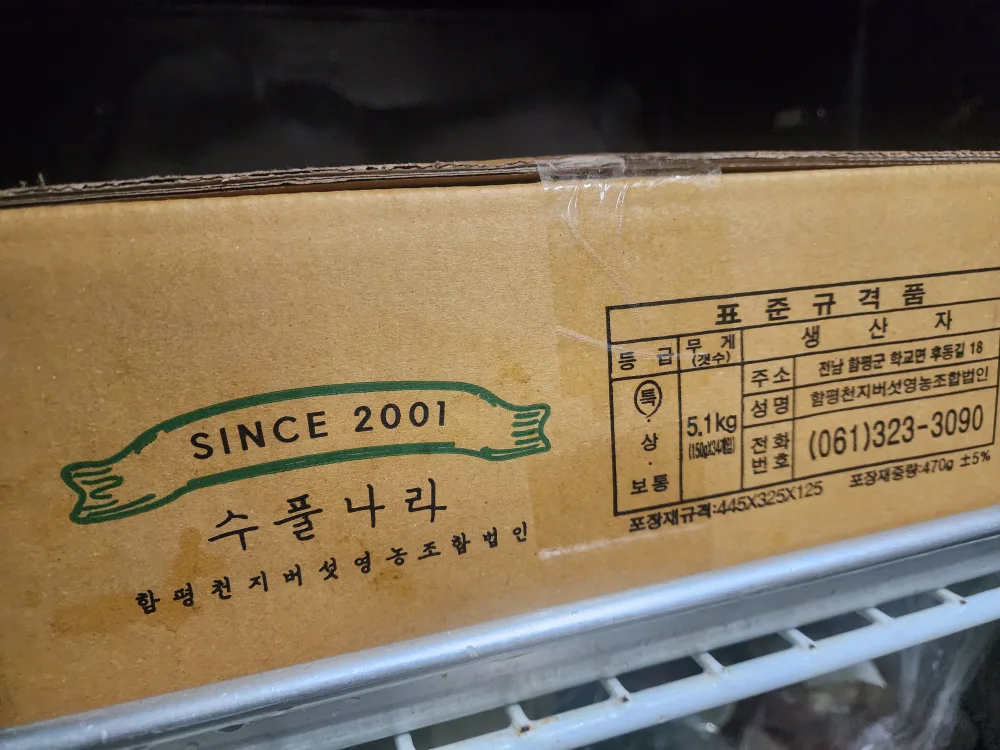 SINCE 2001
수풀나리
함평천지버섯영농조합법인
표준규격품
등급 무게 (갯수) 생산자
특 · 상 · 보통
5.1kg
주소 전남 함평군 학교면 후동길 18
성명 함평천지버섯영농조합법인
전화번호 (061)323-3090
포장재규격:445X325X125 포장재중량:470g ±5%